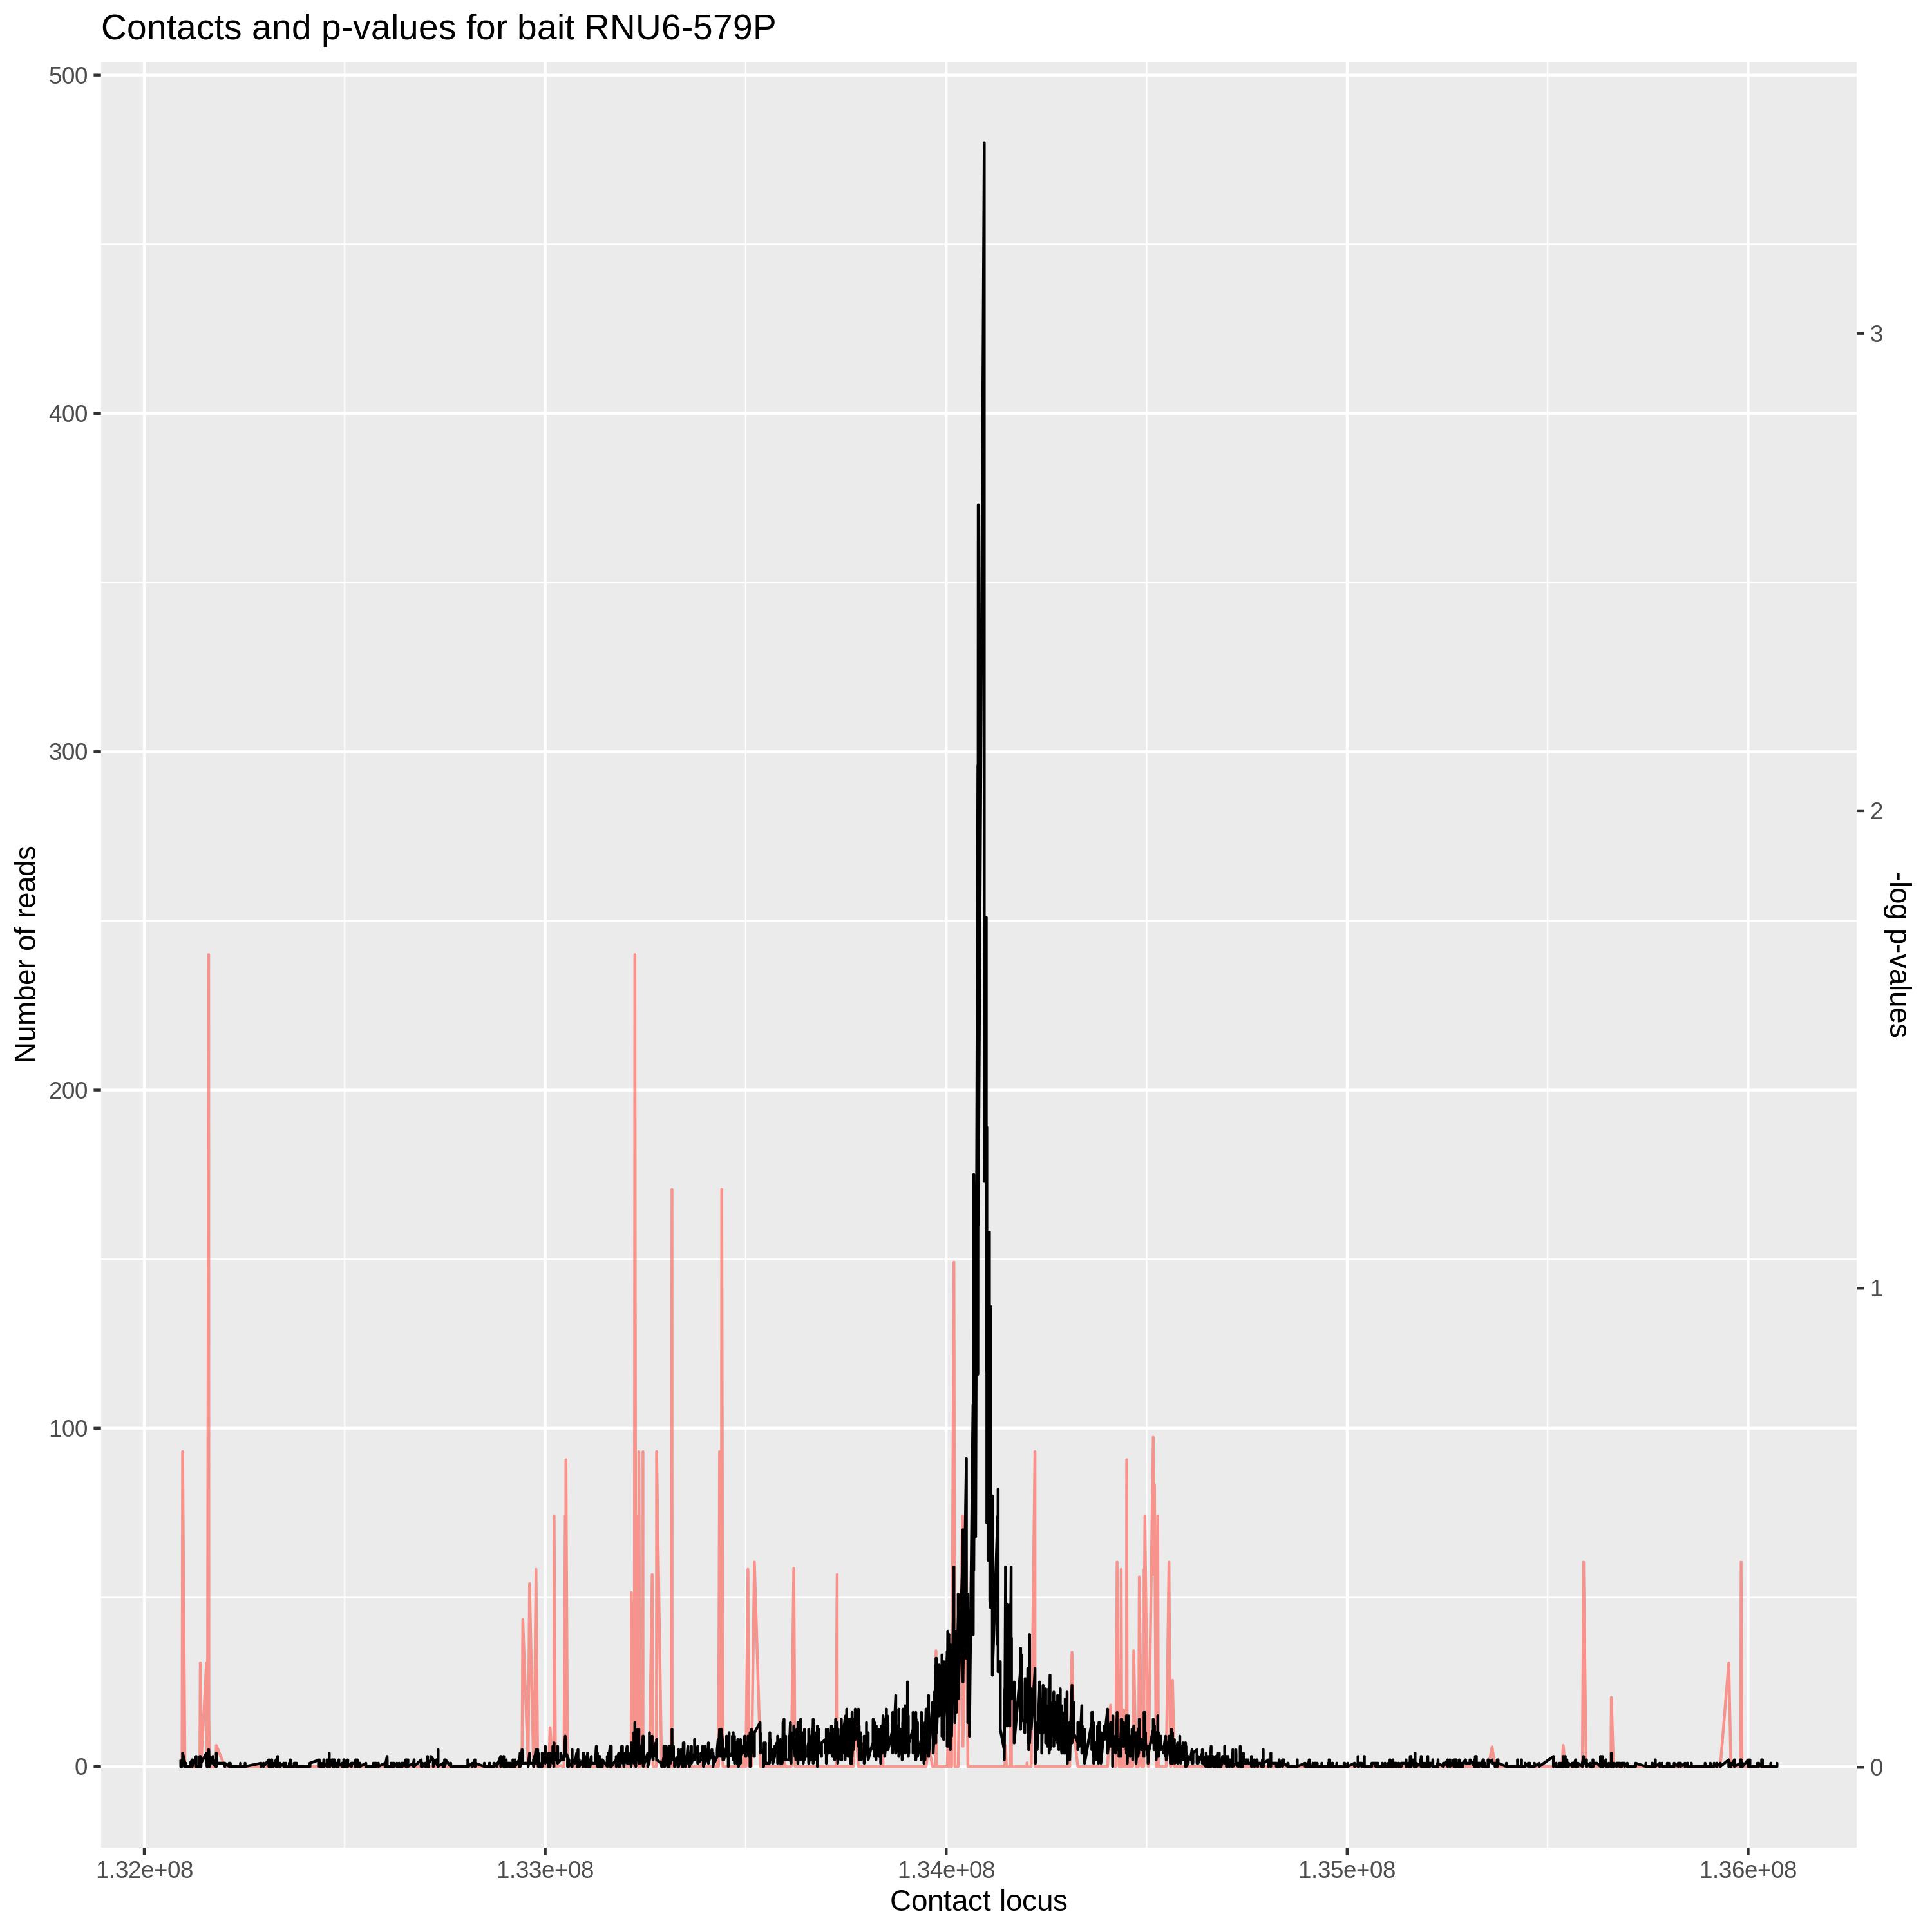 Contacts and p-values for bait RNU6-579P
500
400
300
200
100
0
Number of reads
3
2
1
0
-log p-values
1.32e+08
1.33e+08
1.34e+08
1.35e+08
1.36e+08
Contact locus